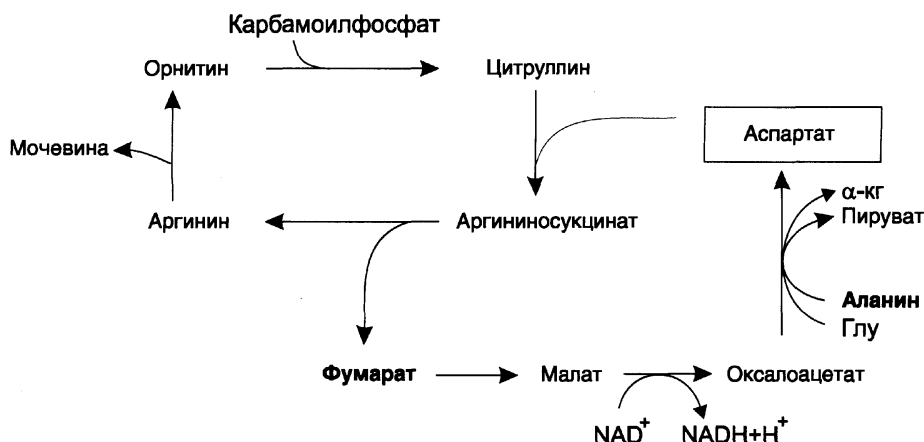 Карбамоилфосфат
Орнитин
Цитруллин
Аспартат
Мочевина
α-кг
Пируват
Аргинин
Аргининосукцинат
Аланин
Глу
Фумарат
Малат
Оксалоацетат
NAD+
NADH+H+